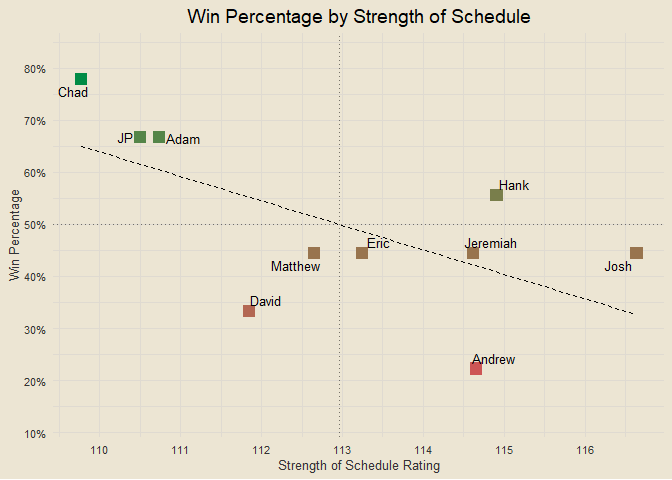 Win Percentage by Strength of Schedule
80%
Chad
70%
JP
Adam
60%
Hank
50%
Eric
Jeremiah
Matthew
Josh
40%
David
30%
Andrew
20%
10%
Win Percentage
110 111 112 113 114 115 116
Strength of Schedule Rating